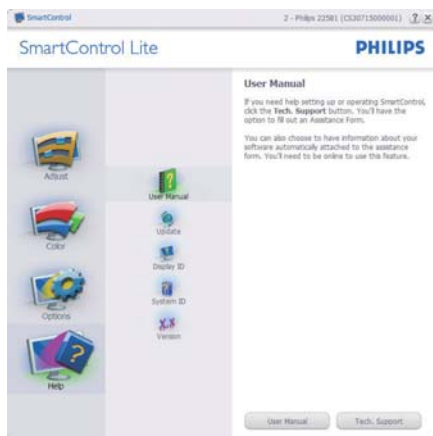 SmartControl
2 - Philips 225B1 (CG30715000001)
? X
SmartControl Lite
PHILIPS
Adjust
Color
Options
Help
User Manual
Update
Display ID
System ID
Version
User Manual
If you need help setting up or operating SmartControl,
click the Tech. Support button. You'll have the
option to fill out an Assistance Form.
You can also choose to have information about your
software automatically attached to the assistance
form. You'll need to be online to use this feature.
User Manual
Tech. Support